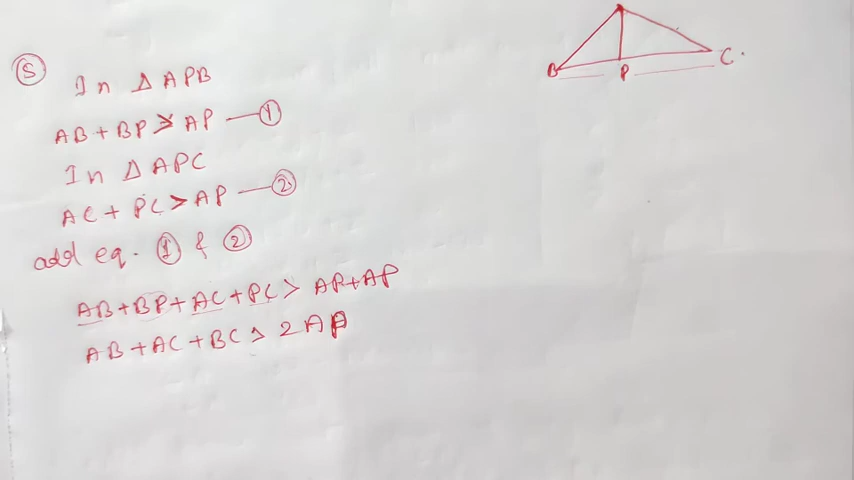 5
In Δ APB
AB + BP > AP — 1
In Δ APC
AC + PC > AP — 2
add eq. 1 & 2
AB + BP + AC + PC > AP + AP
AB + AC + BC > 2AP
B P C